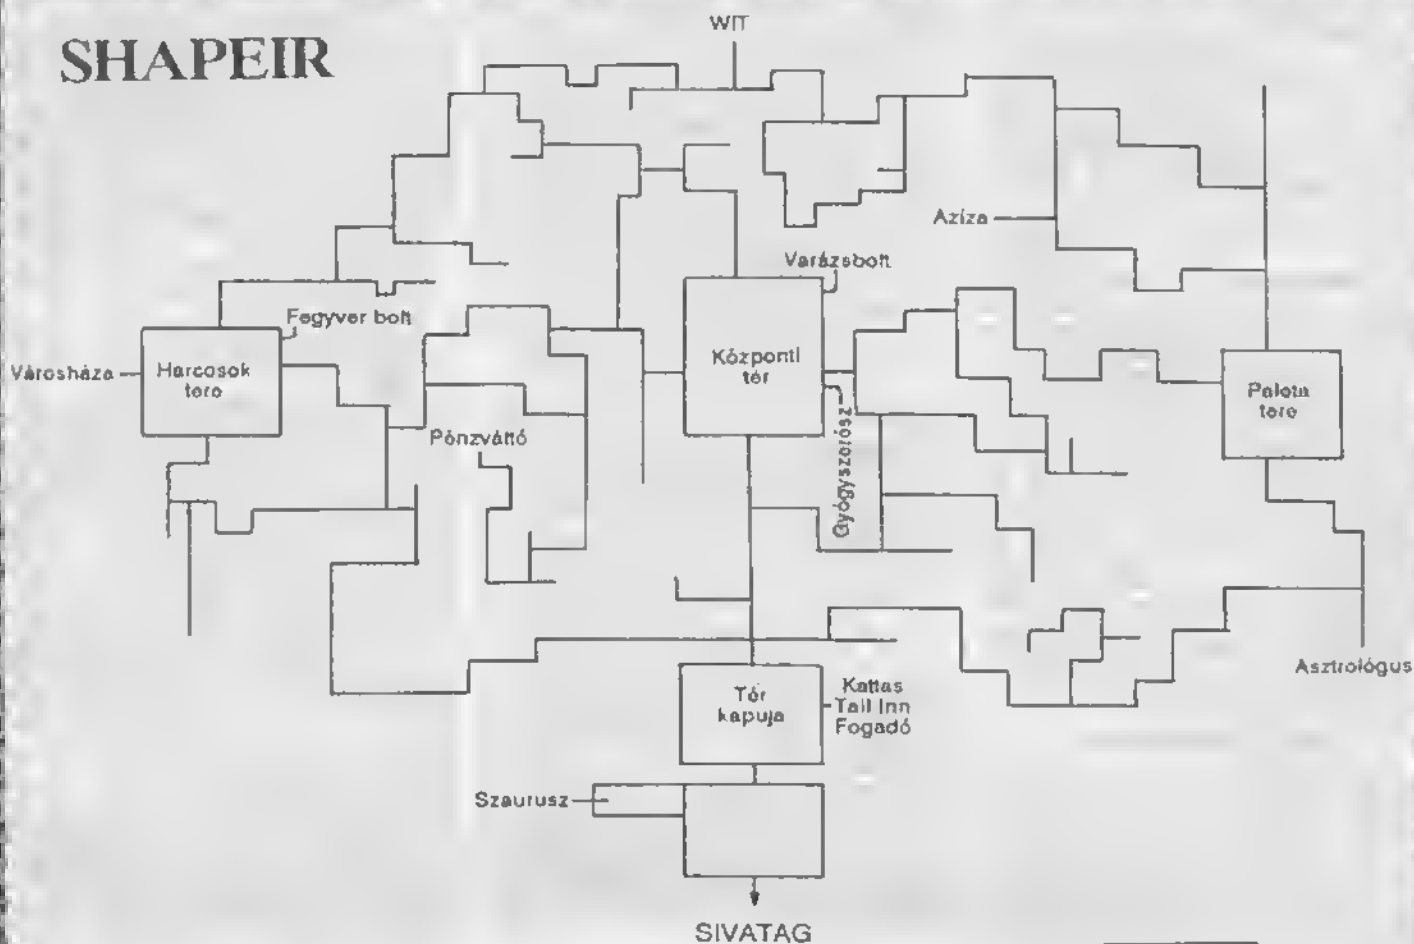 WIT
SHAPEIR
Azíza
Varázsbolt
Fegyver bolt
Városháza
Harcosok
tere
Központi
tér
Palota
tere
Pénzváltó
Gyógyszerész
Asztrológus
Tér
kapuja
Kattas
Tail Inn
Fogadó
Szaurusz
SIVATAG